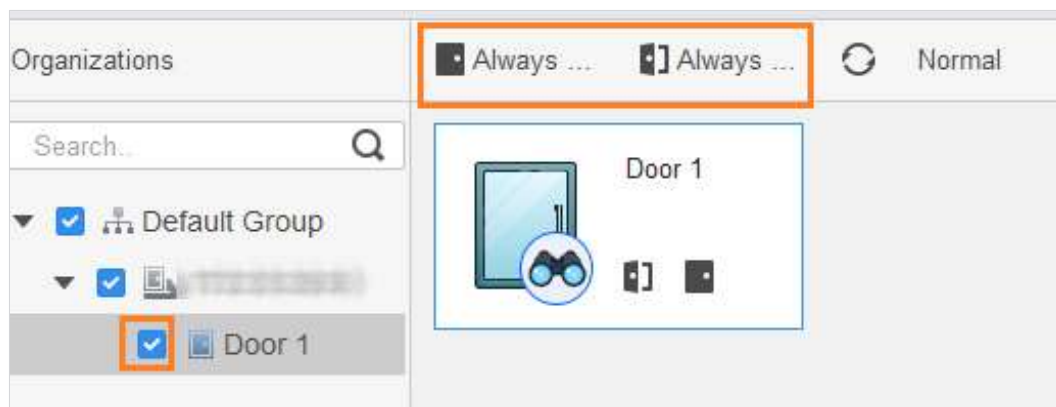 Organizations
Always ...
Always ...
Normal
Search..
Door 1
Default Group
Door 1